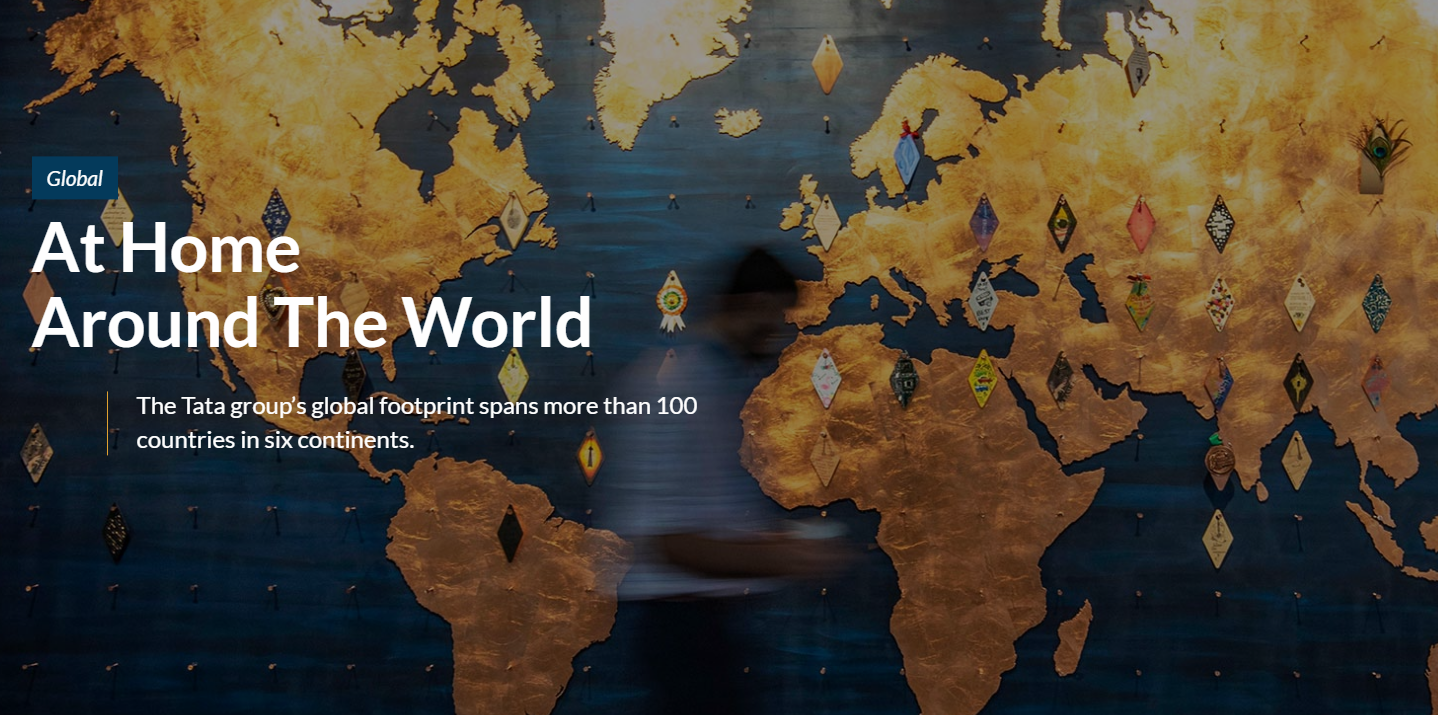 Global
At Home
Around The World
The Tata group’s global footprint spans more than 100
countries in six continents.